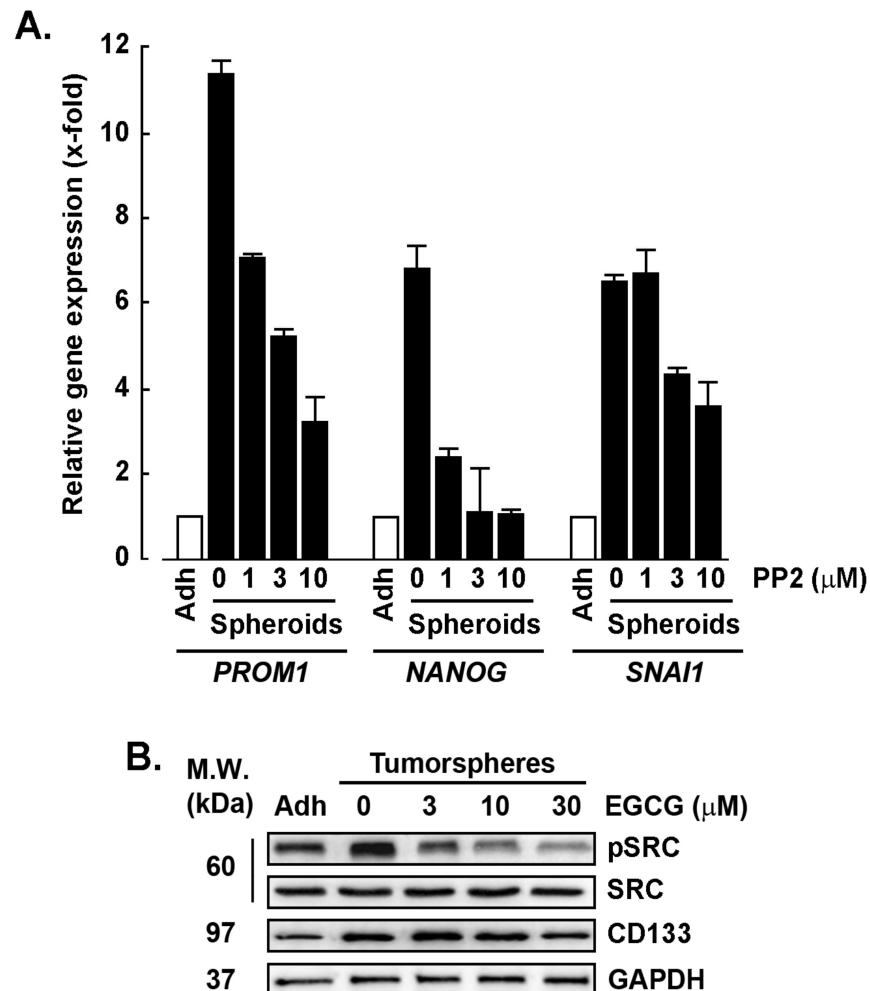 A.
Relative gene expression (x-fold)
12
10
8
6
4
2
0
Adh 0 1 3 10 Adh 0 1 3 10 Adh 0 1 3 10 PP2 (μM)
Spheroids Spheroids Spheroids
PROM1 NANOG SNAI1
B.
M.W.
(kDa)
Tumorspheres
Adh 0 3 10 30 EGCG (μM)
60
pSRC
SRC
97 CD133
37 GAPDH